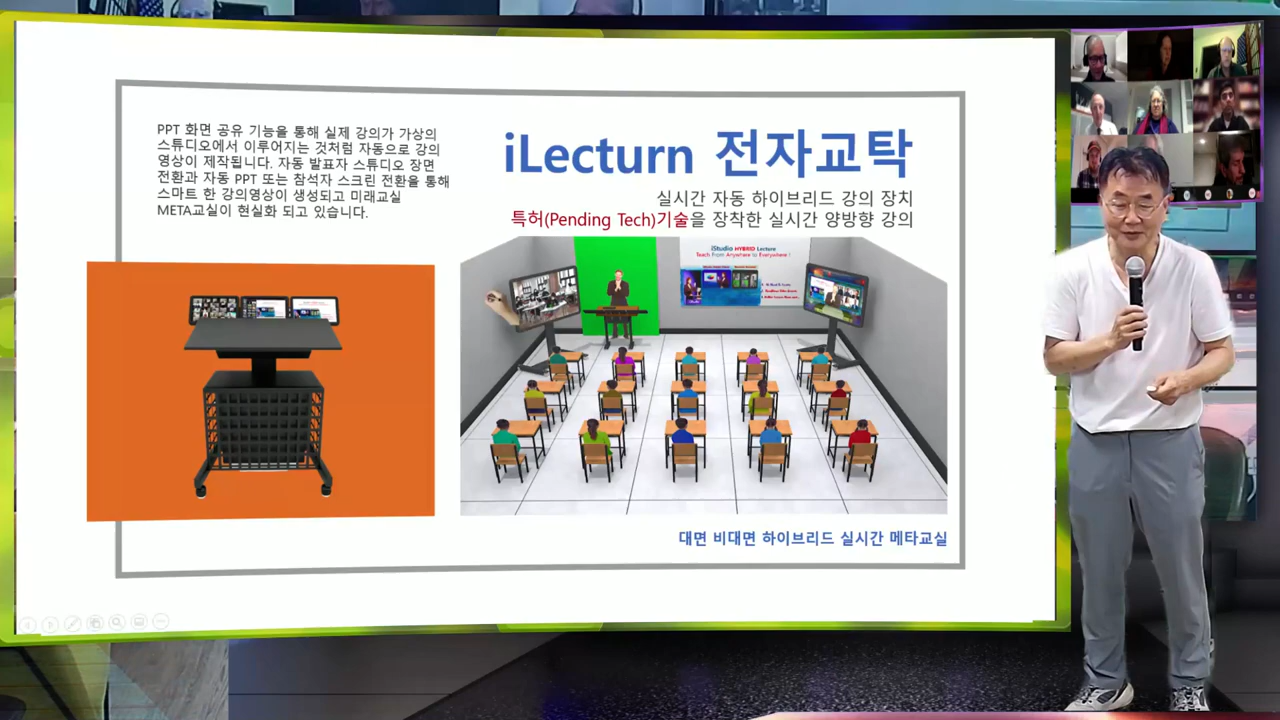 PPT 화면 공유 기능을 통해 실제 강의가 가상의
스튜디오에서 이루어지는 것처럼 자동으로 강의
영상이 제작됩니다. 자동 발표자 스튜디오 장면
전환과 자동 PPT 또는 참석자 스크린 전환을 통해
스마트 한 강의영상이 생성되고 미래교실
META교실이 현실화 되고 있습니다.
iLecturn 전자교탁
실시간 자동 하이브리드 강의 장치
특허(Pending Tech)기술을 장착한 실시간 양방향 강의
iStudio HYBRID Lecture
Teach From Anywhere to Everywhere !
대면 비대면 하이브리드 실시간 메타교실